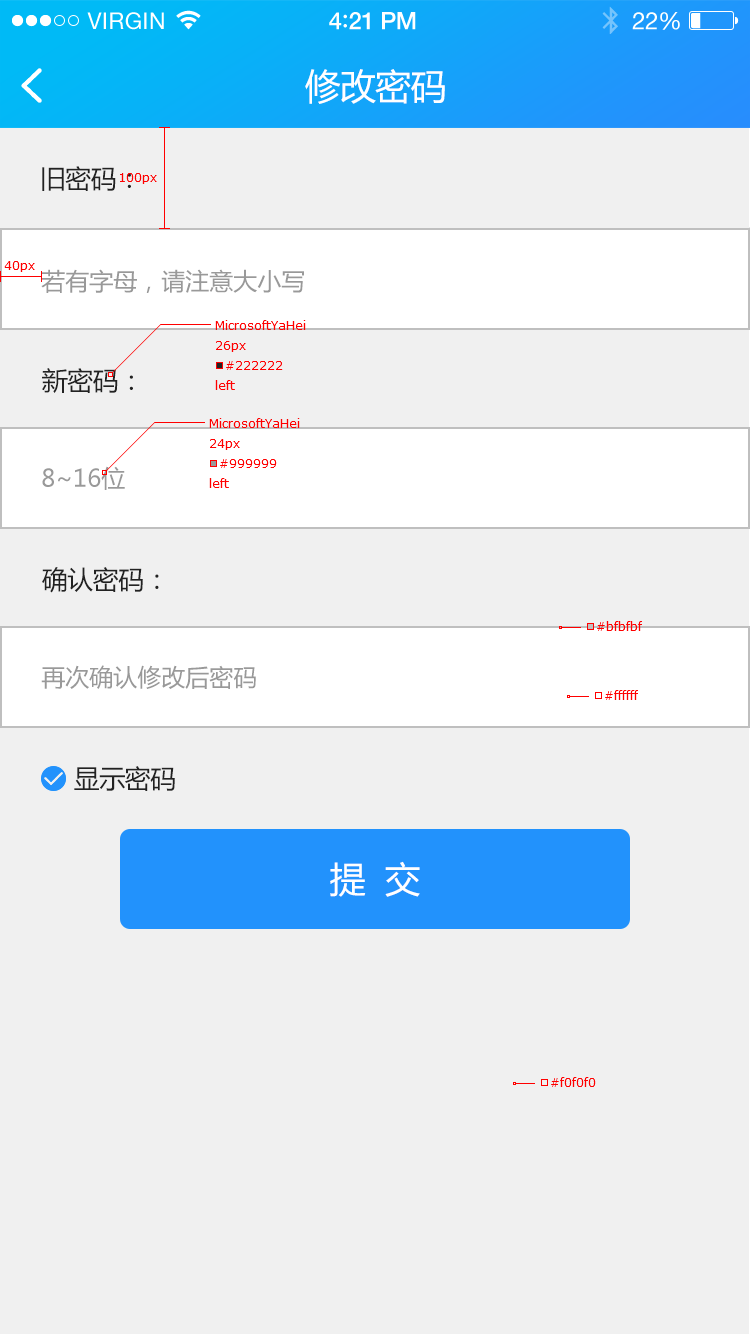 VIRGIN 4:21 PM 22%
修改密码
旧密码：
100px
40px
若有字母，请注意大小写
MicrosoftYaHei
26px
#222222
left
新密码：
MicrosoftYaHei
24px
#999999
left
8~16位
确认密码：
#bfbfbf
再次确认修改后密码
#ffffff
显示密码
提 交
#f0f0f0